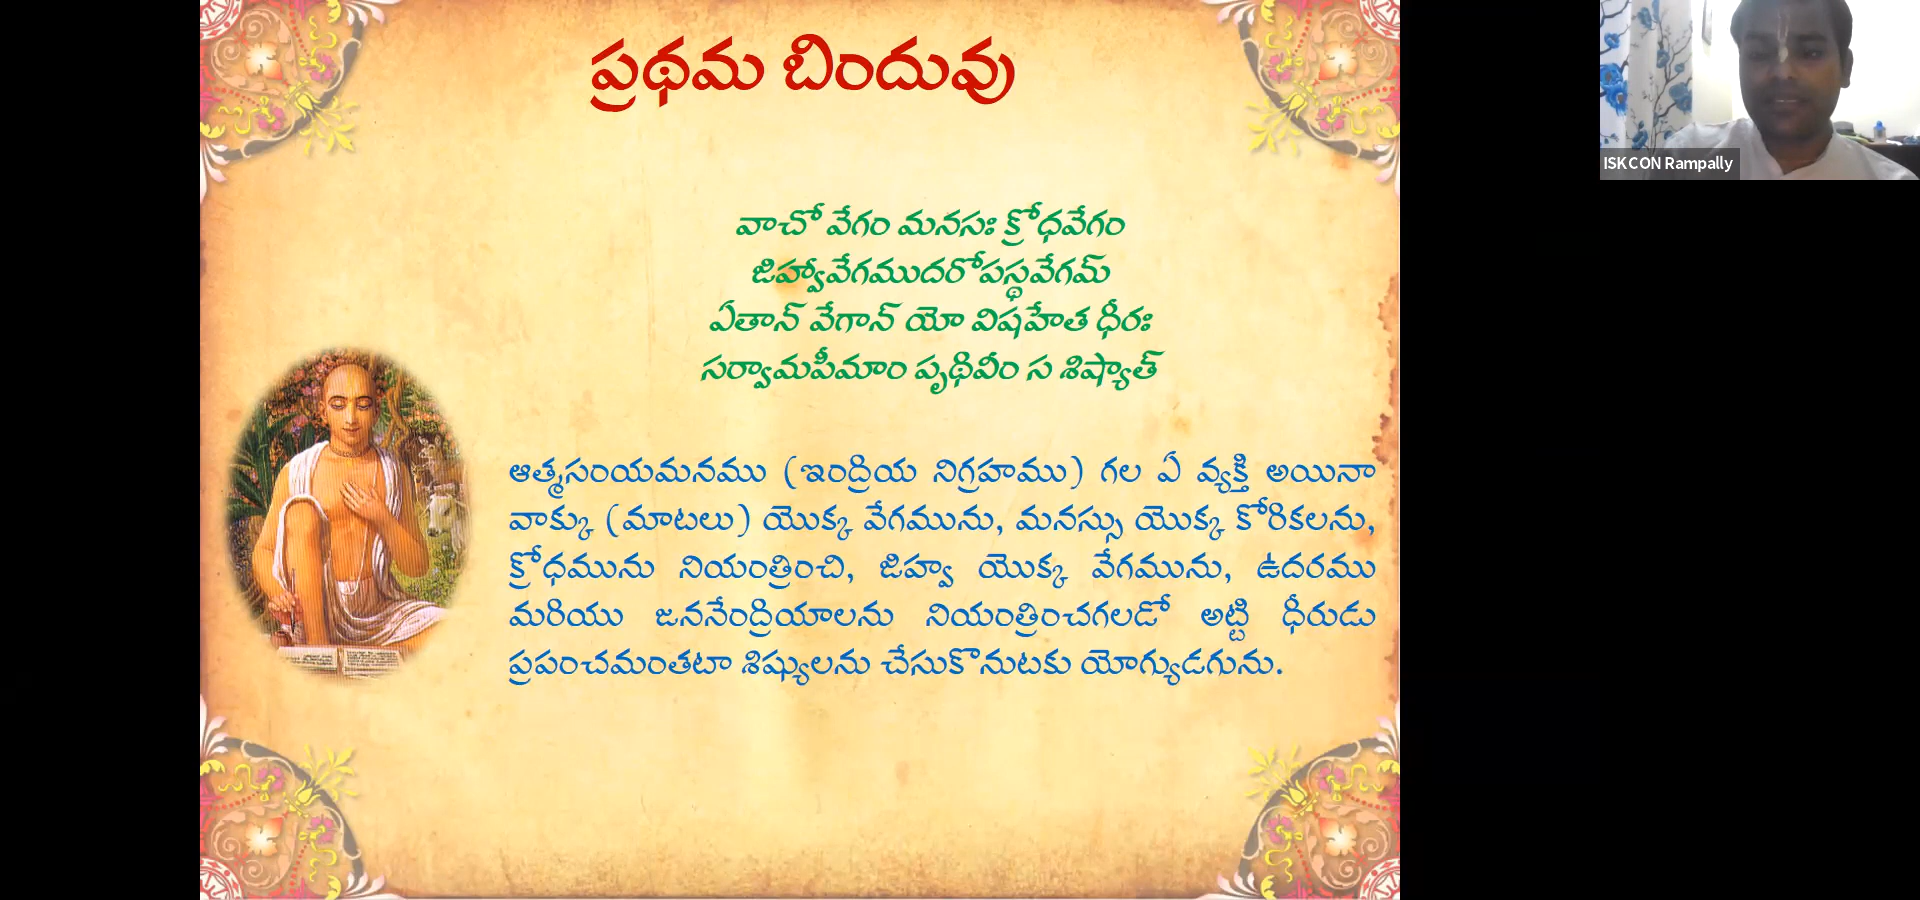 ప్రథమ బిందువు
వాచో వేగం మనసః క్రోధవేగం
జిహ్వావేగముదరోపస్థవేగమ్
ఏతాన్ వేగాన్ యో విషహేత ధీరః
సర్వామపీమాం పృథివీం స శిష్యాత్
ఆత్మసంయమనము (ఇంద్రియ నిగ్రహము) గల ఏ వ్యక్తి అయినా
వాక్కు (మాటలు) యొక్క వేగమును, మనస్సు యొక్క కోరికలను,
క్రోధమును నియంత్రించి, జిహ్వ యొక్క వేగమును, ఉదరము
మరియు జననేంద్రియాలను నియంత్రించగలడో అట్టి ధీరుడు
ప్రపంచమంతటా శిష్యులను చేసుకొనుటకు యోగ్యుడగును.
ISKCON Rampally